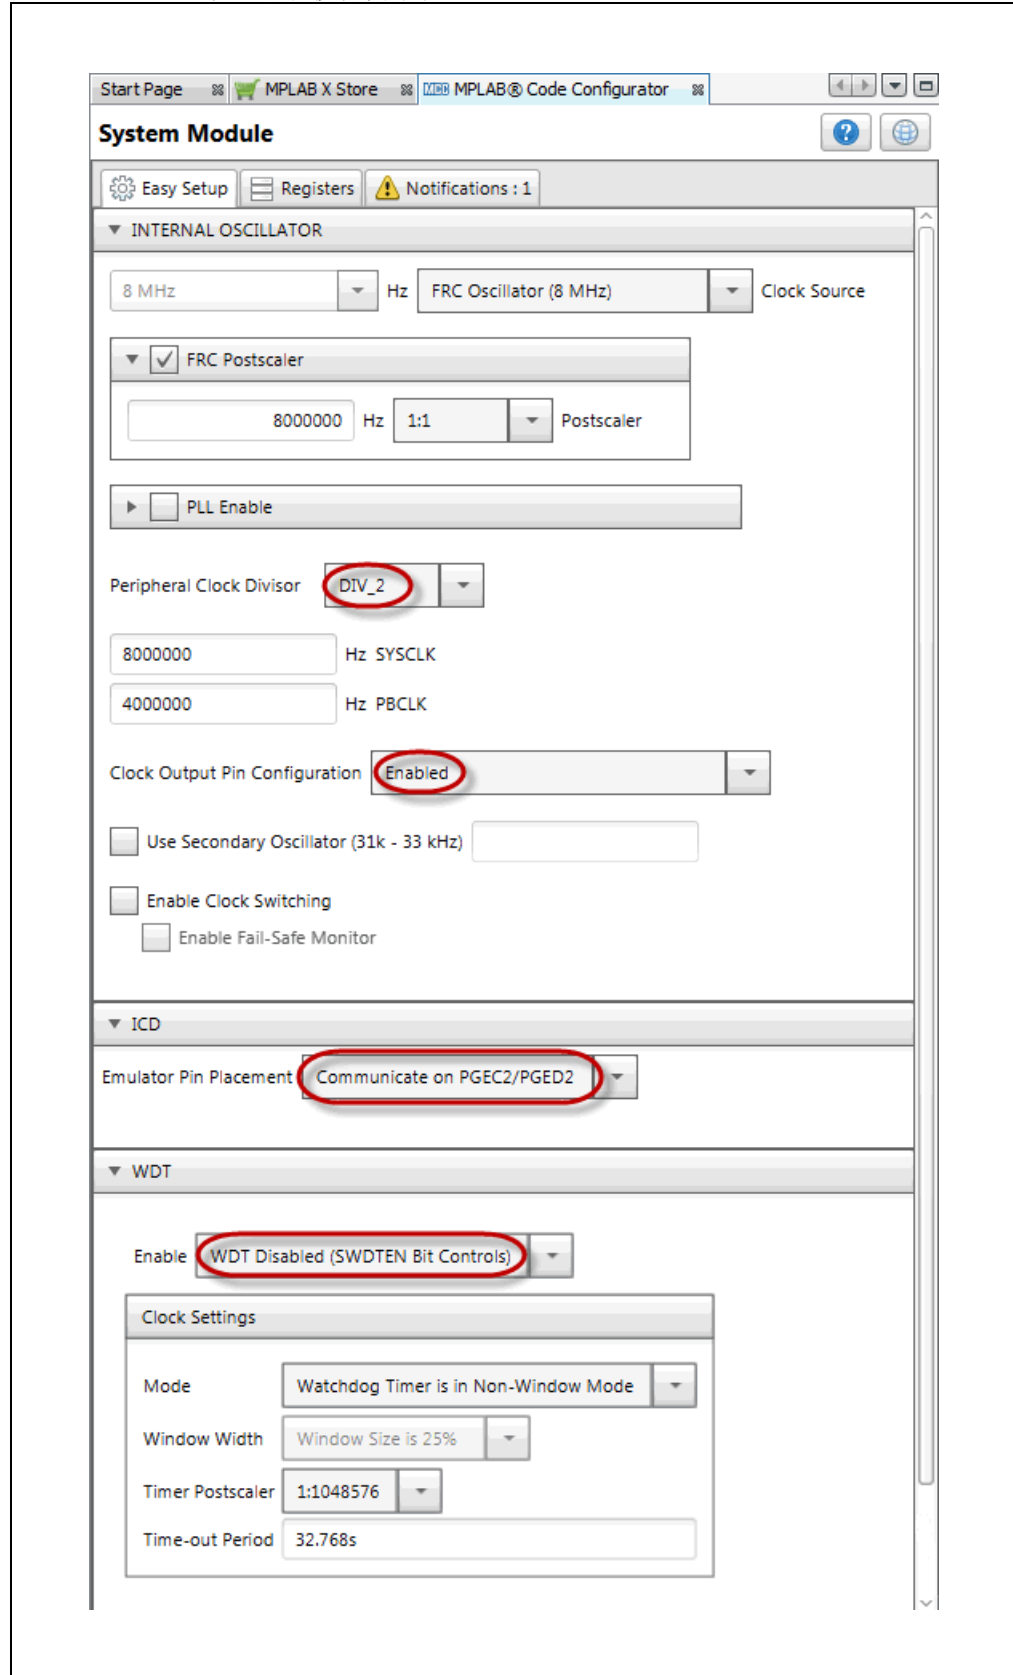 Start Page MPLAB X Store MPLAB® Code Configurator
System Module
Easy Setup Registers Notifications : 1
INTERNAL OSCILLATOR
8 MHz Hz FRC Oscillator (8 MHz) Clock Source
FRC Postscaler
8000000 Hz 1:1 Postscaler
PLL Enable
Peripheral Clock Divisor DIV_2
8000000 Hz SYSCLK
4000000 Hz PBCLK
Clock Output Pin Configuration Enabled
Use Secondary Oscillator (31k - 33 kHz)
Enable Clock Switching
Enable Fail-Safe Monitor
ICD
Emulator Pin Placement Communicate on PGEC2/PGED2
WDT
Enable WDT Disabled (SWDTEN Bit Controls)
Clock Settings
Mode Watchdog Timer is in Non-Window Mode
Window Width Window Size is 25%
Timer Postscaler 1:1048576
Time-out Period 32.768s